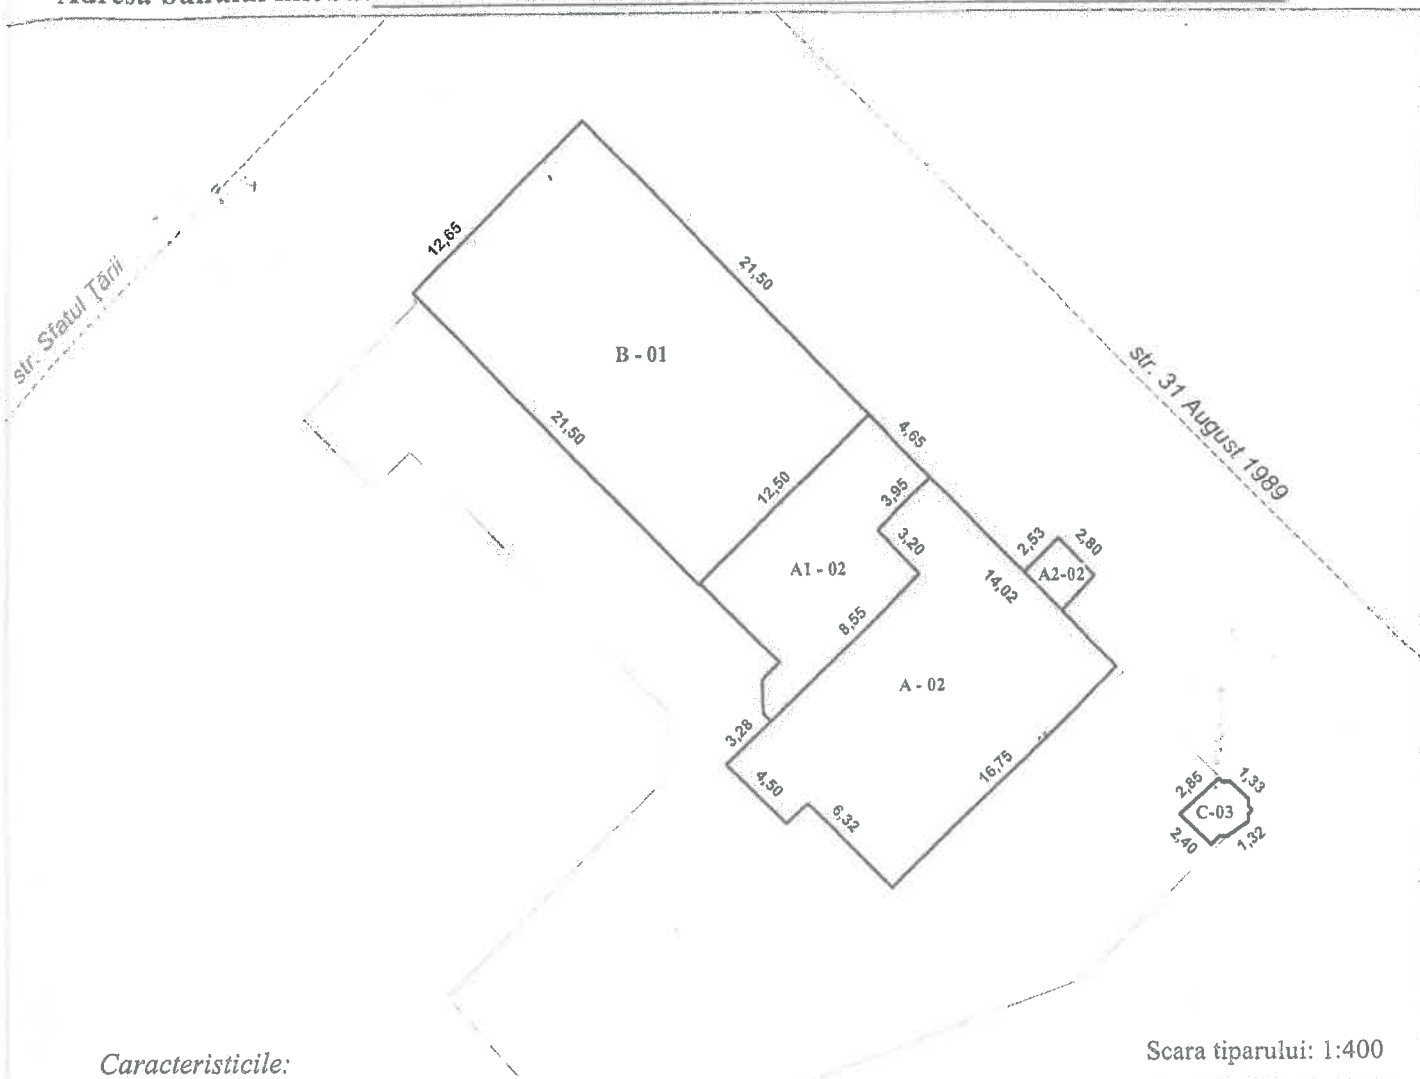 str. Sfatul Țării
12,65
21,50
B - 01
21,50
4,65
12,50
3,95
3,20
A1 - 02
8,55
2,53
2,80
A2-02
14,02
str. 31 August 1989
A - 02
3,28
4,50
6,32
16,75
2,85
1,33
C-03
2,40
1,32
Caracteristicile:
Scara tiparului: 1:400